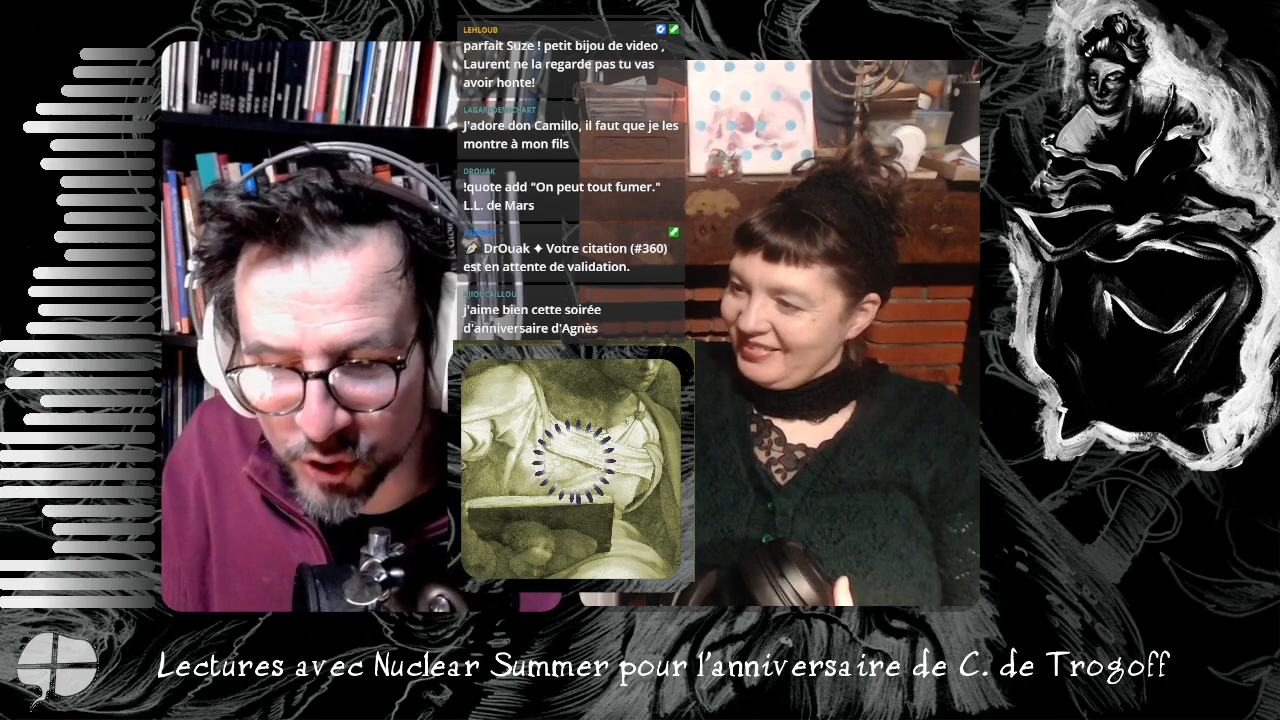 LEHLOUB
parfait Suze ! petit bijou de video ,
Laurent ne la regarde pas tu vas
avoir honte!
J'adore don Camillo, il faut que je les
montre à mon fils
DROUAK
!quote add "On peut tout fumer."
L.L. de Mars
DrOuak ✦ Votre citation (#360)
est en attente de validation.
j'aime bien cette soirée
d'anniversaire d'Agnès
Lectures avec Nuclear Summer pour l'anniversaire de C. de Trogoff